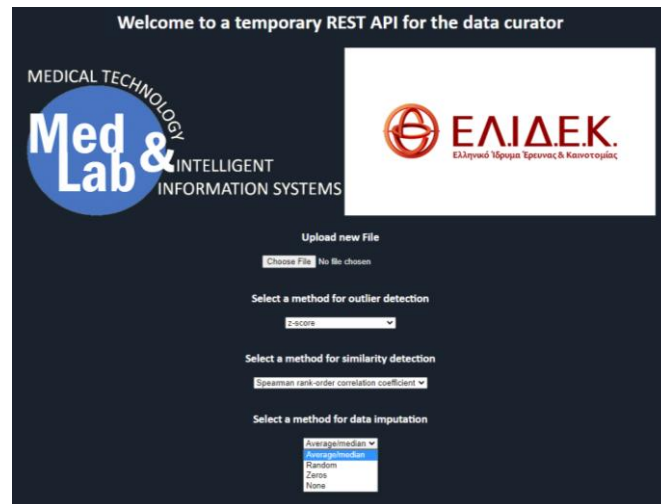 Welcome to a temporary REST API for the data curator
MEDICAL TECHNOLOGY
Med
Lab
&
INTELLIGENT
INFORMATION SYSTEMS
ΕΛΙΔ.Ε.Κ.
Ελληνικό Ίδρυμα Έρευνας & Καινοτομίας
Upload new File
Choose File No file chosen
Select a method for outlier detection
z-score
Select a method for similarity detection
Spearman rank-order correlation coefficient
Select a method for data imputation
Average/median
Average/median
Random
Zeros
None